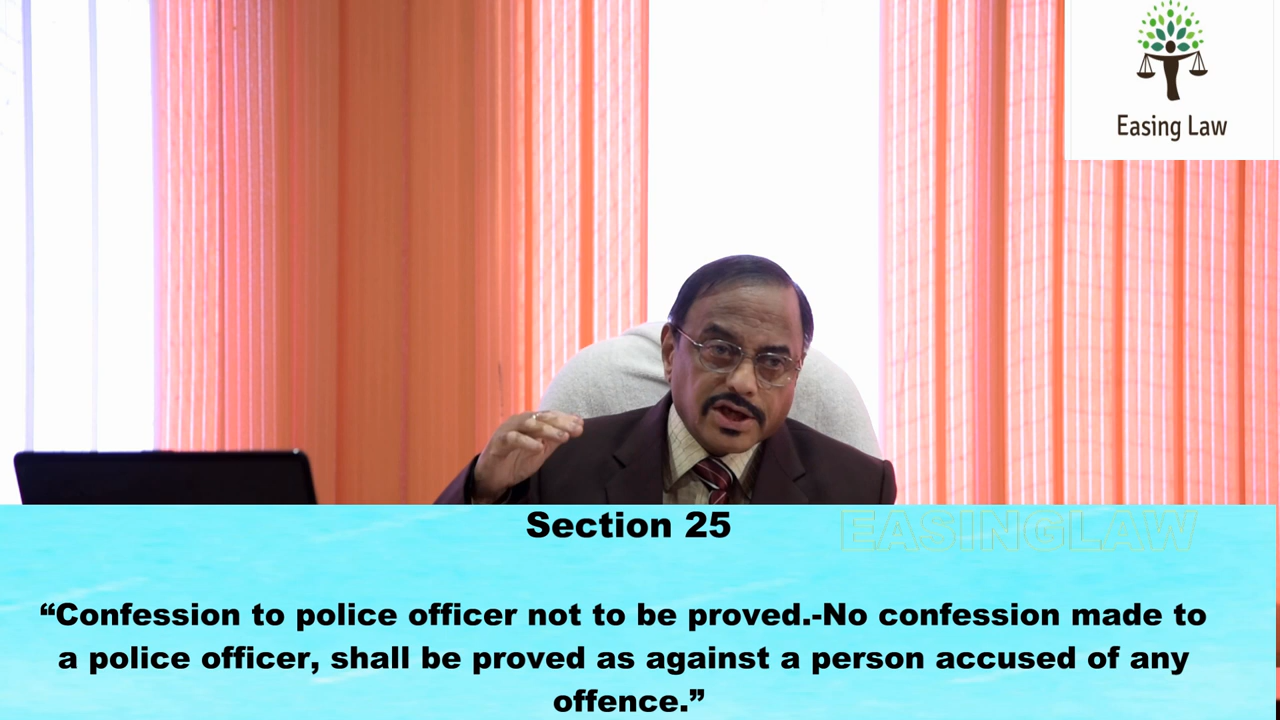 Easing Law
Section 25
EASINGLAW
“Confession to police officer not to be proved.-No confession made to
a police officer, shall be proved as against a person accused of any
offence.”